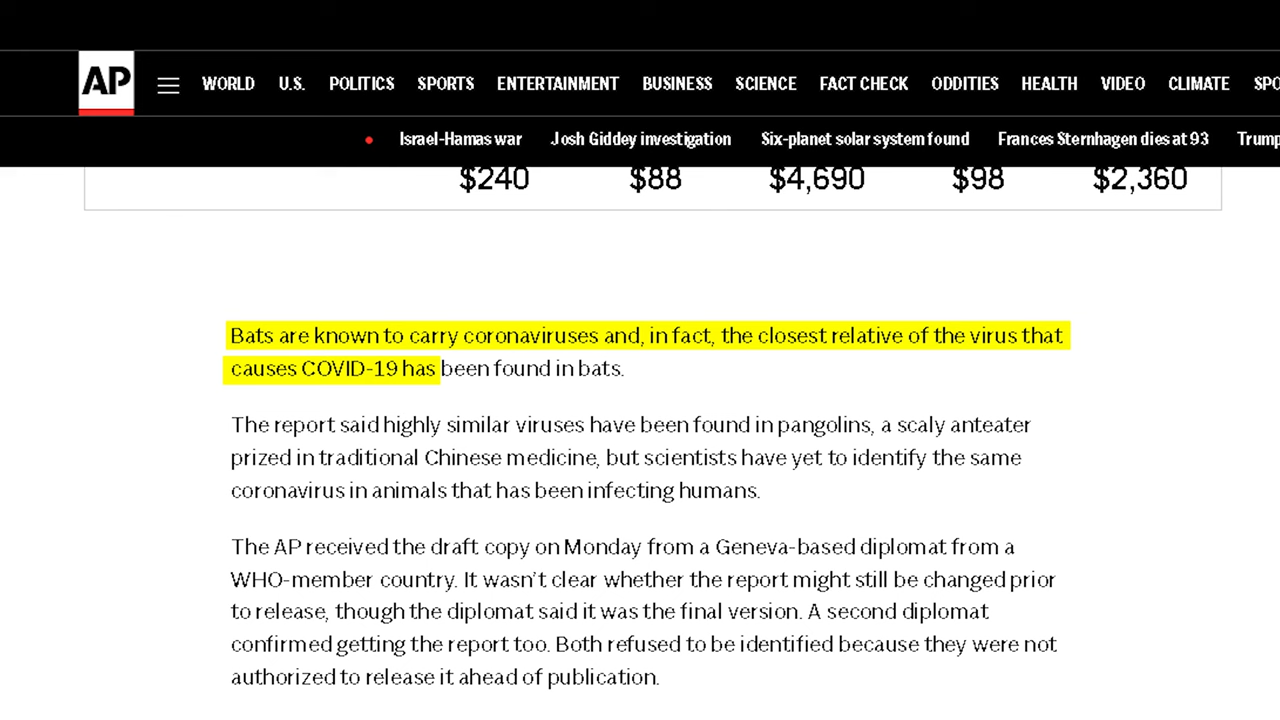 AP WORLD U.S. POLITICS SPORTS ENTERTAINMENT BUSINESS SCIENCE FACT CHECK ODDITIES HEALTH VIDEO CLIMATE SPO
Israel-Hamas war Josh Giddey investigation Six-planet solar system found Frances Sternhagen dies at 93 Trump
$240 $88 $4,690 $98 $2,360
Bats are known to carry coronaviruses and, in fact, the closest relative of the virus that
causes COVID-19 has been found in bats.
The report said highly similar viruses have been found in pangolins, a scaly anteater
prized in traditional Chinese medicine, but scientists have yet to identify the same
coronavirus in animals that has been infecting humans.
The AP received the draft copy on Monday from a Geneva-based diplomat from a
WHO-member country. It wasn't clear whether the report might still be changed prior
to release, though the diplomat said it was the final version. A second diplomat
confirmed getting the report too. Both refused to be identified because they were not
authorized to release it ahead of publication.